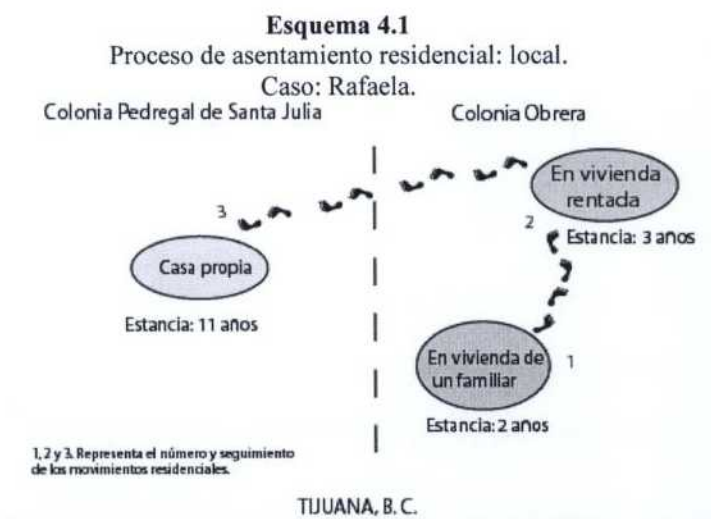 Esquema 4.1
Proceso de asentamiento residencial: local.
Caso: Rafaela.
Colonia Pedregal de Santa Julia
Colonia Obrera
En vivienda
rentada
3
2
Estancia: 3 años
Casa propia
Estancia: 11 años
En vivienda de
un familiar
1
Estancia: 2 años
1, 2 y 3. Representa el número y seguimiento
de los movimientos residenciales.
TIJUANA, B. C.